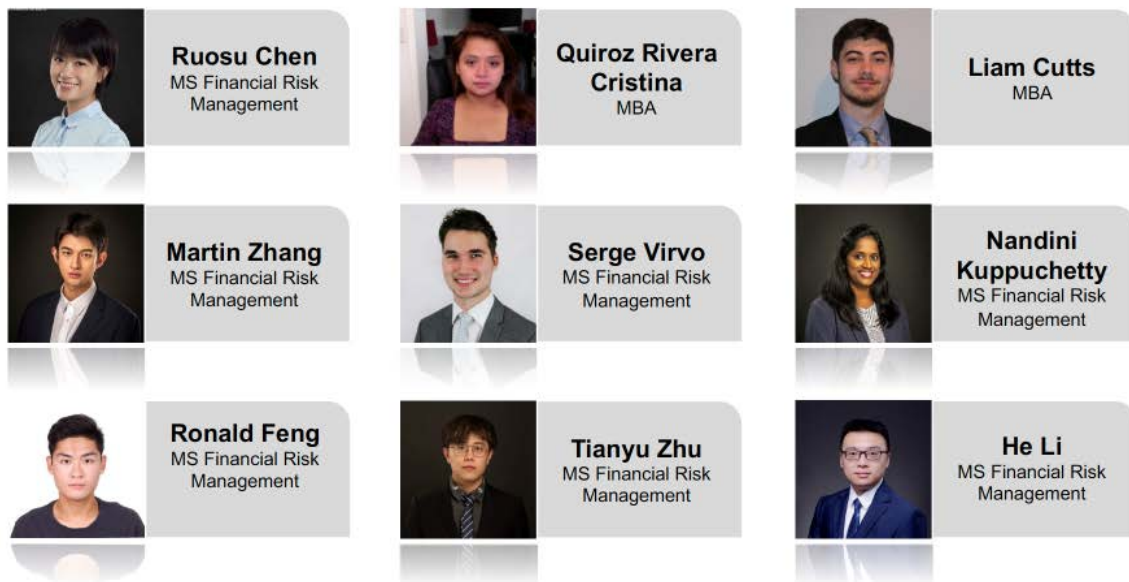 Ruosu Chen
MS Financial Risk
Management
Quiroz Rivera
Cristina
MBA
Liam Cutts
MBA
Martin Zhang
MS Financial Risk
Management
Serge Virvo
MS Financial Risk
Management
Nandini
Kuppuchetty
MS Financial Risk
Management
Ronald Feng
MS Financial Risk
Management
Tianyu Zhu
MS Financial Risk
Management
He Li
MS Financial Risk
Management